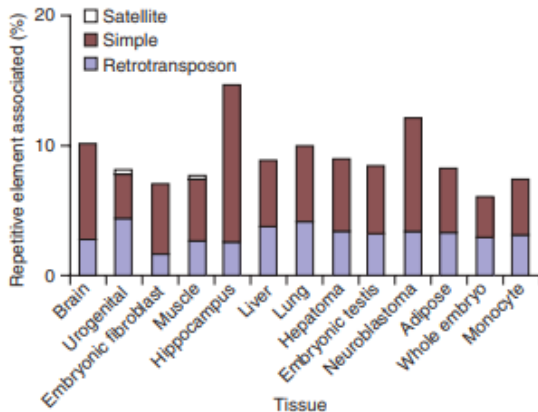 Repetitive element associated (%)
20
10
0
Satellite
Simple
Retrotransposon
Brain
Urogenital
Embryonic fibroblast
Muscle
Hippocampus
Liver
Lung
Hepatoma
Embryonic testis
Neuroblastoma
Adipose
Whole embryo
Monocyte
Tissue